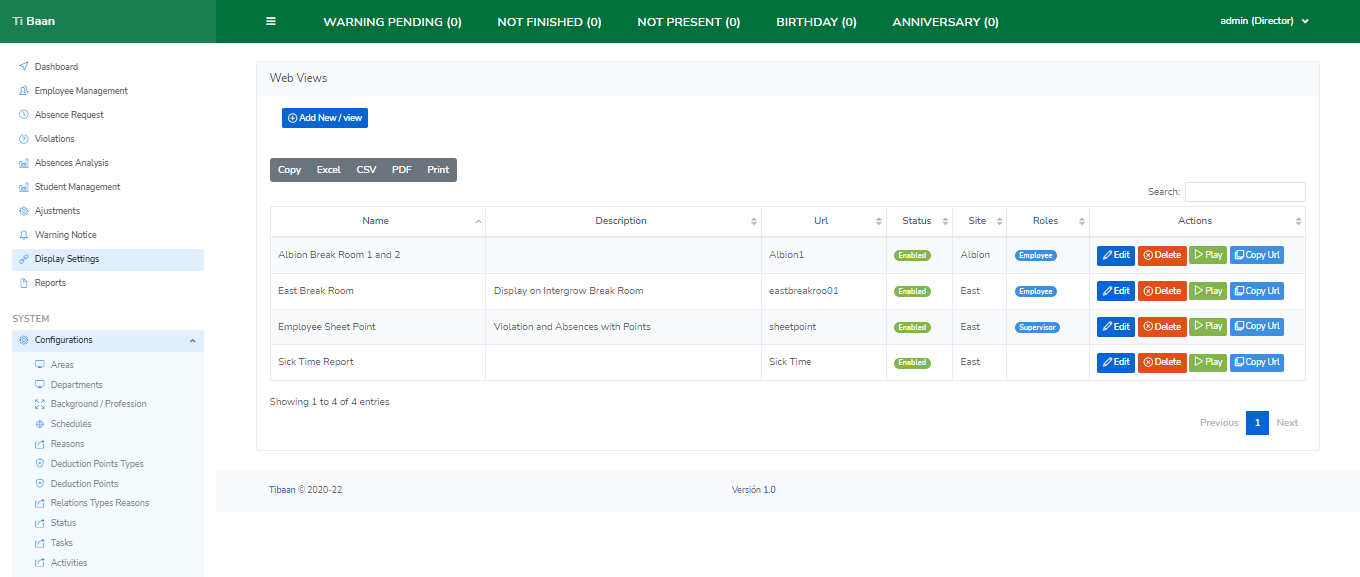 Ti Baan
WARNING PENDING (0) NOT FINISHED (0) NOT PRESENT (0) BIRTHDAY (0) ANNIVERSARY (0) admin (Director)
Dashboard
Employee Management
Absence Request
Violations
Absences Analysis
Student Management
Ajustments
Warning Notice
Display Settings
Reports
SYSTEM
Configurations
Areas
Departments
Background / Profession
Schedules
Reasons
Deduction Points Types
Deduction Points
Relations Types Reasons
Status
Tasks
Activities
Web Views
Add New / view
Copy Excel CSV PDF Print
Search:
Name Description Url Status Site Roles Actions
Albion Break Room 1 and 2 Albion1 Enabled Albion Employee Edit Delete Play Copy Url
East Break Room Display on Intergrow Break Room eastbreakroo01 Enabled East Employee Edit Delete Play Copy Url
Employee Sheet Point Violation and Absences with Points sheetpoint Enabled East Supervisor Edit Delete Play Copy Url
Sick Time Report Sick Time Enabled East Edit Delete Play Copy Url
Showing 1 to 4 of 4 entries
Previous 1 Next
Tibaan © 2020-22 Versión 1.0